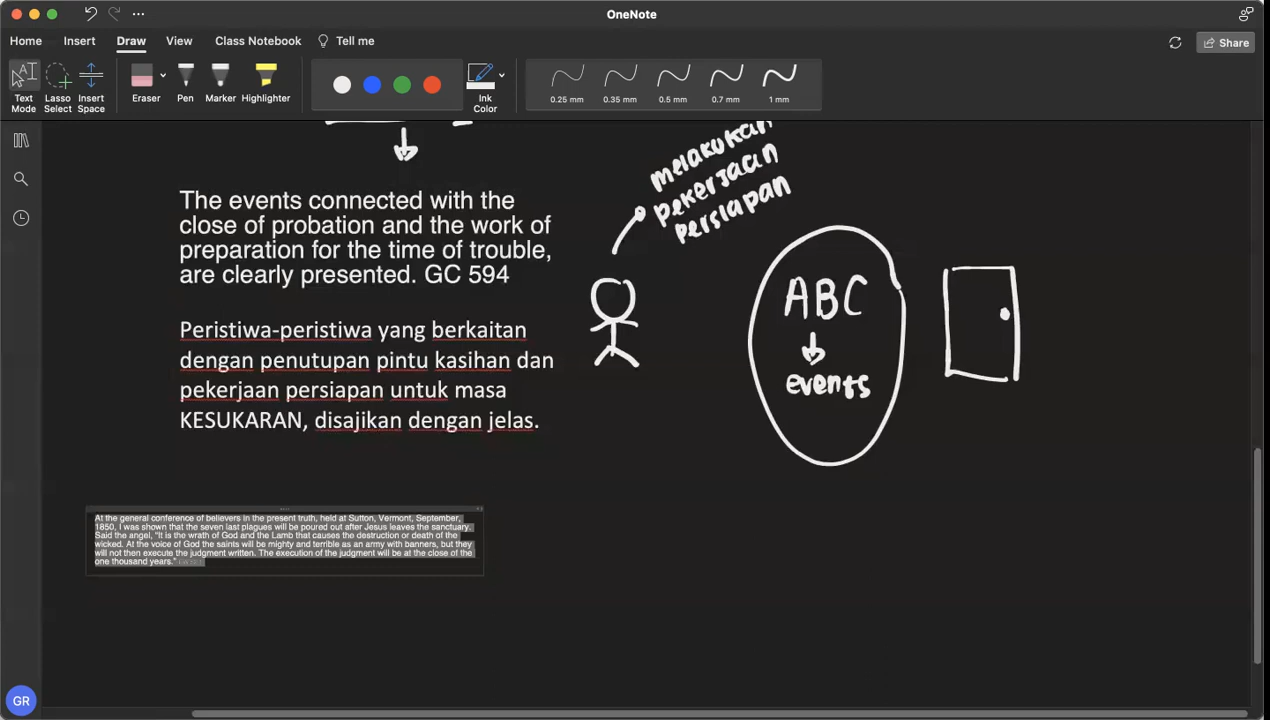 OneNote
Home Insert Draw View Class Notebook Tell me
Share
Text Mode
Lasso Select
Insert Space
Eraser
Pen
Marker
Highlighter
Ink Color
0.25 mm
0.35 mm
0.5 mm
0.7 mm
1 mm
melakukan
pekerjaan
persiapan
The events connected with the
close of probation and the work of
preparation for the time of trouble,
are clearly presented. GC 594
Peristiwa-peristiwa yang berkaitan
dengan penutupan pintu kasihan dan
pekerjaan persiapan untuk masa
KESUKARAN, disajikan dengan jelas.
ABC
events
At the general conference of believers in the present truth, held at Sutton, Vermont, September,
1850, I was shown that the seven last plagues will be poured out after Jesus leaves the sanctuary.
Said the angel, "It is the wrath of God and the Lamb that causes the destruction or death of the
wicked. At the voice of God the saints will be mighty and terrible as an army with banners, but they
will not then execute the judgment written. The execution of the judgment will be at the close of the
one thousand years."
GR